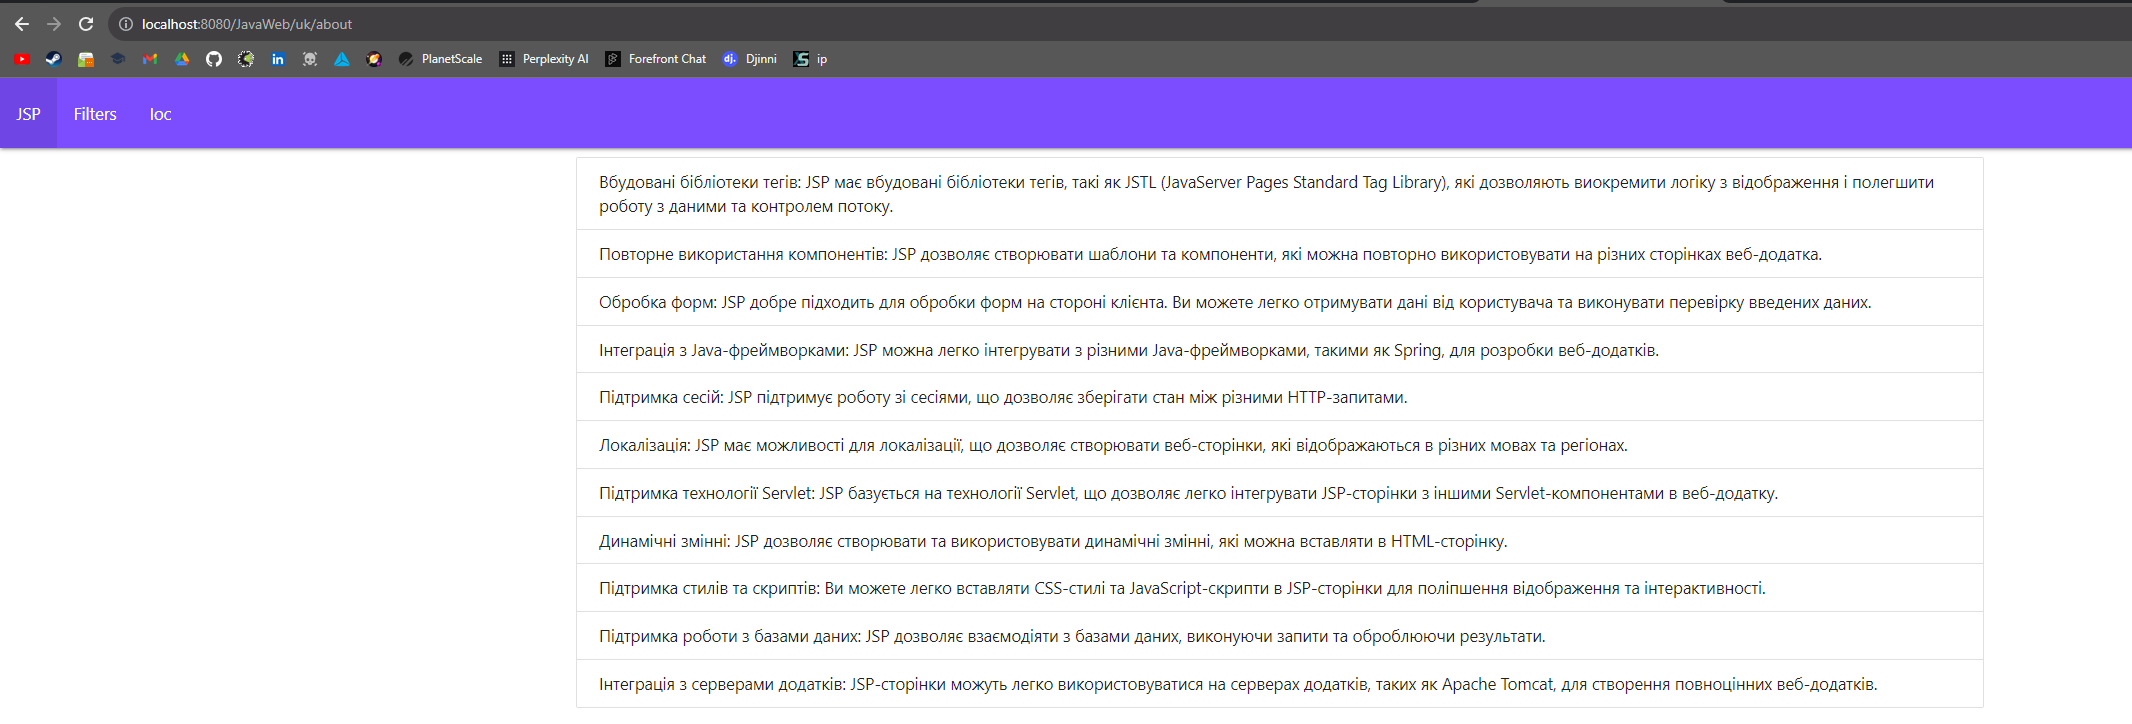 localhost:8080/JavaWeb/uk/about
PlanetScale Perplexity AI Forefront Chat dj. Djinni ip
JSP Filters Ioc
Вбудовані бібліотеки тегів: JSP має вбудовані бібліотеки тегів, такі як JSTL (JavaServer Pages Standard Tag Library), які дозволяють виокремити логіку з відображення і полегшити
роботу з даними та контролем потоку.
Повторне використання компонентів: JSP дозволяє створювати шаблони та компоненти, які можна повторно використовувати на різних сторінках веб-додатка.
Обробка форм: JSP добре підходить для обробки форм на стороні клієнта. Ви можете легко отримувати дані від користувача та виконувати перевірку введених даних.
Інтеграція з Java-фреймворками: JSP можна легко інтегрувати з різними Java-фреймворками, такими як Spring, для розробки веб-додатків.
Підтримка сесій: JSP підтримує роботу зі сесіями, що дозволяє зберігати стан між різними HTTP-запитами.
Локалізація: JSP має можливості для локалізації, що дозволяє створювати веб-сторінки, які відображаються в різних мовах та регіонах.
Підтримка технології Servlet: JSP базується на технології Servlet, що дозволяє легко інтегрувати JSP-сторінки з іншими Servlet-компонентами в веб-додатку.
Динамічні змінні: JSP дозволяє створювати та використовувати динамічні змінні, які можна вставляти в HTML-сторінку.
Підтримка стилів та скриптів: Ви можете легко вставляти CSS-стилі та JavaScript-скрипти в JSP-сторінки для поліпшення відображення та інтерактивності.
Підтримка роботи з базами даних: JSP дозволяє взаємодіяти з базами даних, виконуючи запити та оброблюючи результати.
Інтеграція з серверами додатків: JSP-сторінки можуть легко використовуватися на серверах додатків, таких як Apache Tomcat, для створення повноцінних веб-додатків.